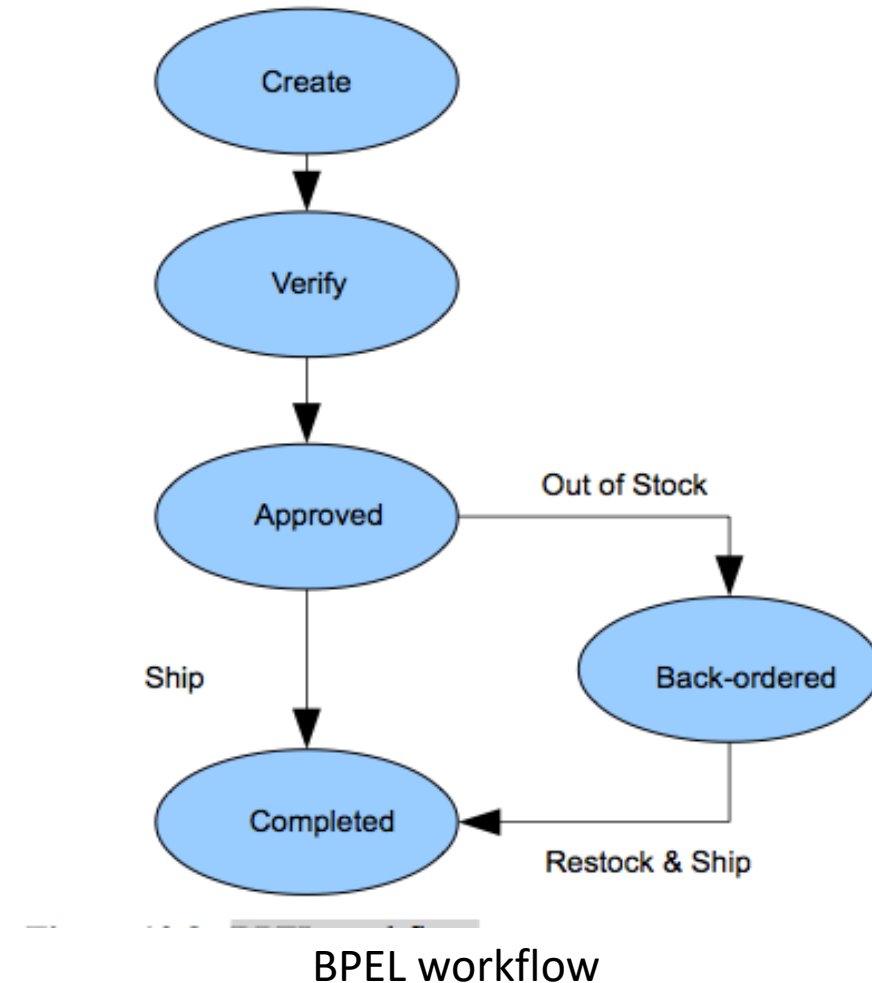 Create
Verify
Approved
Out of Stock
Ship
Back-ordered
Completed
Restock & Ship
BPEL workflow